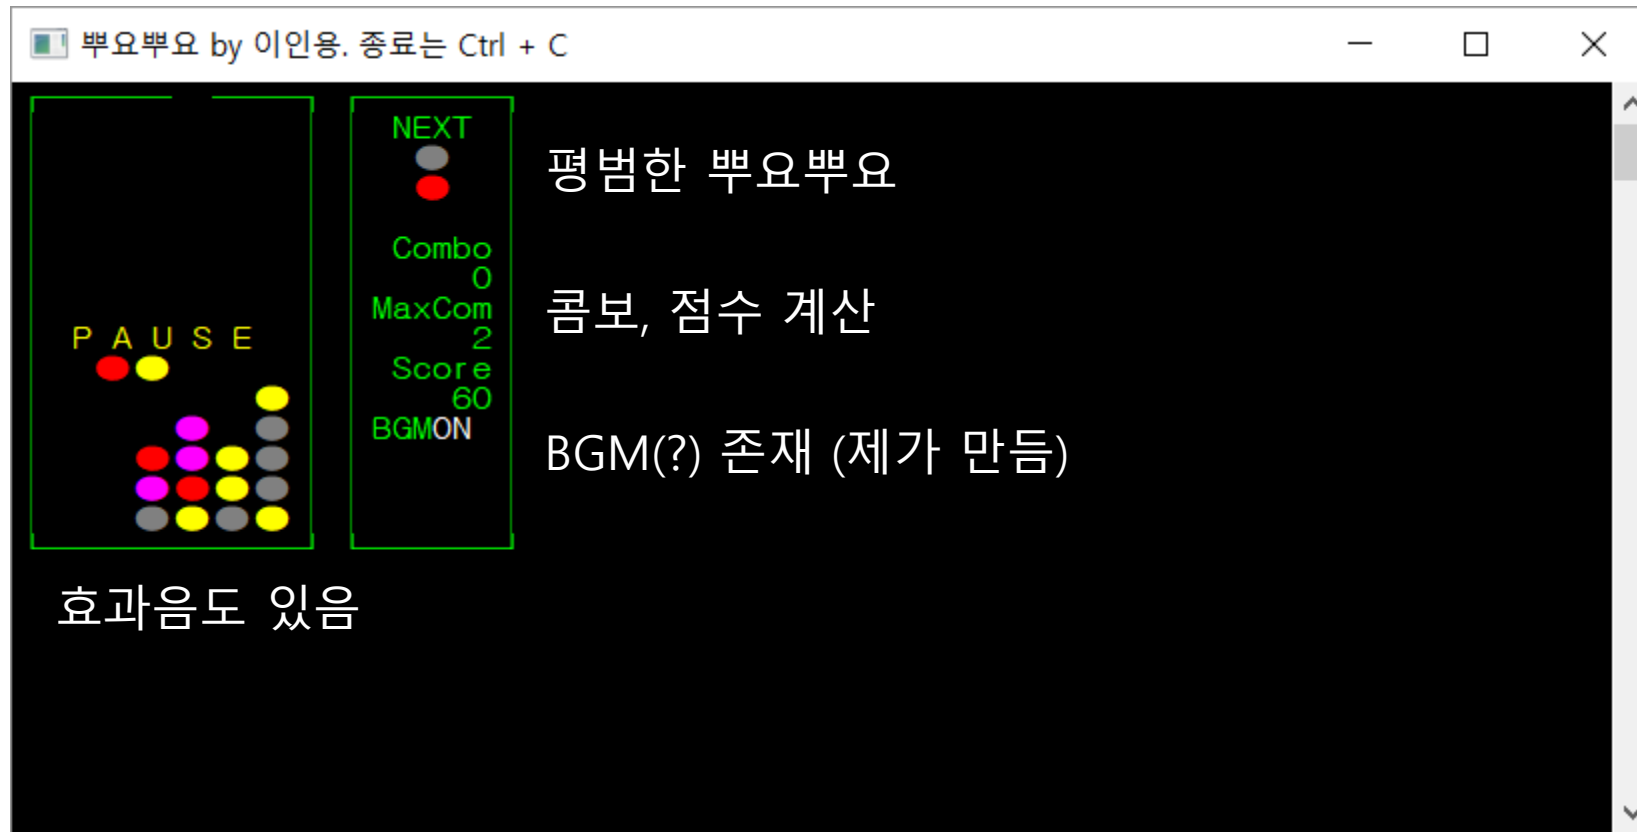 뿌요뿌요 by 이인용. 종료는 Ctrl + C
NEXT
Combo
0
MaxCom
2
Score
60
BGMON
P A U S E
평범한 뿌요뿌요
콤보, 점수 계산
BGM(?) 존재 (제가 만듬)
효과음도 있음